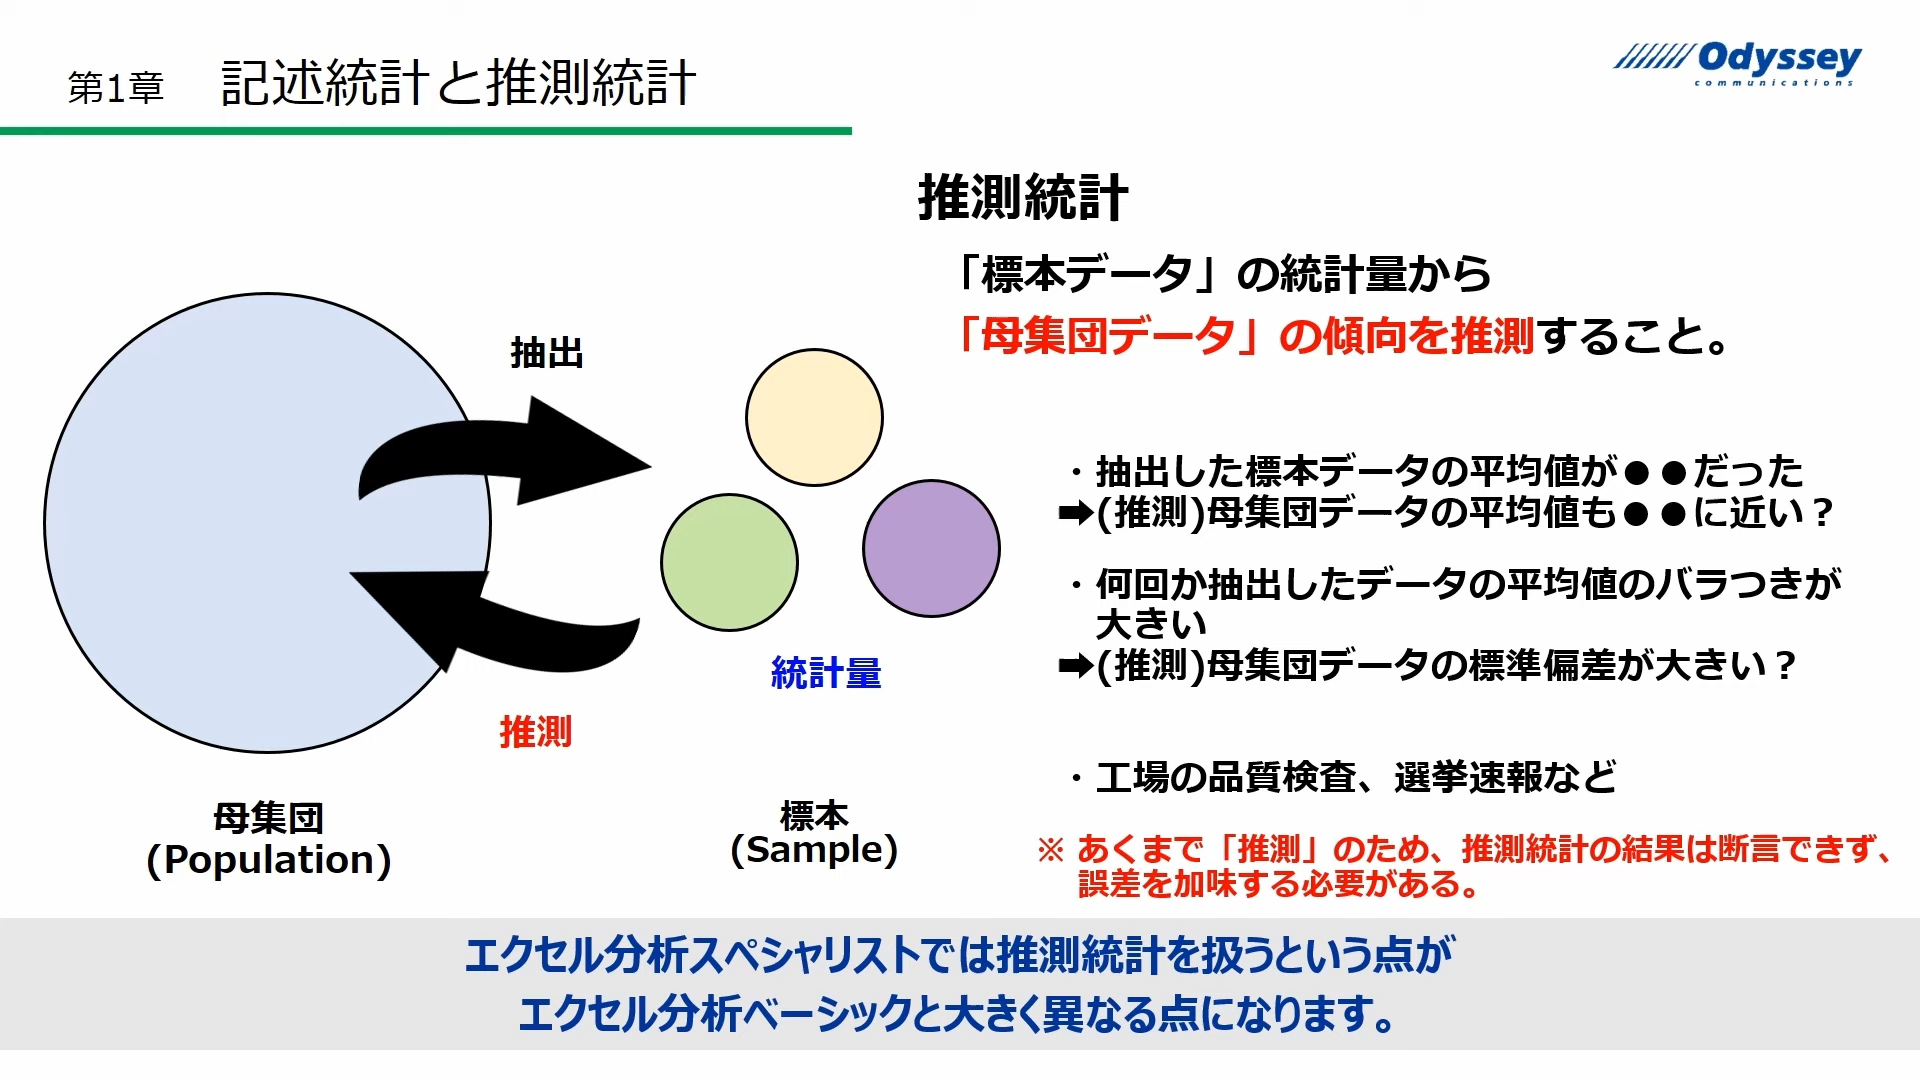 第1章 記述統計と推測統計
Odyssey
communications
推測統計
「標本データ」の統計量から
「母集団データ」の傾向を推測すること。
抽出
・抽出した標本データの平均値が●●だった
➡(推測)母集団データの平均値も●●に近い？
・何回か抽出したデータの平均値のバラつきが
大きい
➡(推測)母集団データの標準偏差が大きい？
統計量
推測
・工場の品質検査、選挙速報など
母集団
(Population)
標本
(Sample)
※ あくまで「推測」のため、推測統計の結果は断言できず、
誤差を加味する必要がある。
エクセル分析スペシャリストでは推測統計を扱うという点が
エクセル分析ベーシックと大きく異なる点になります。